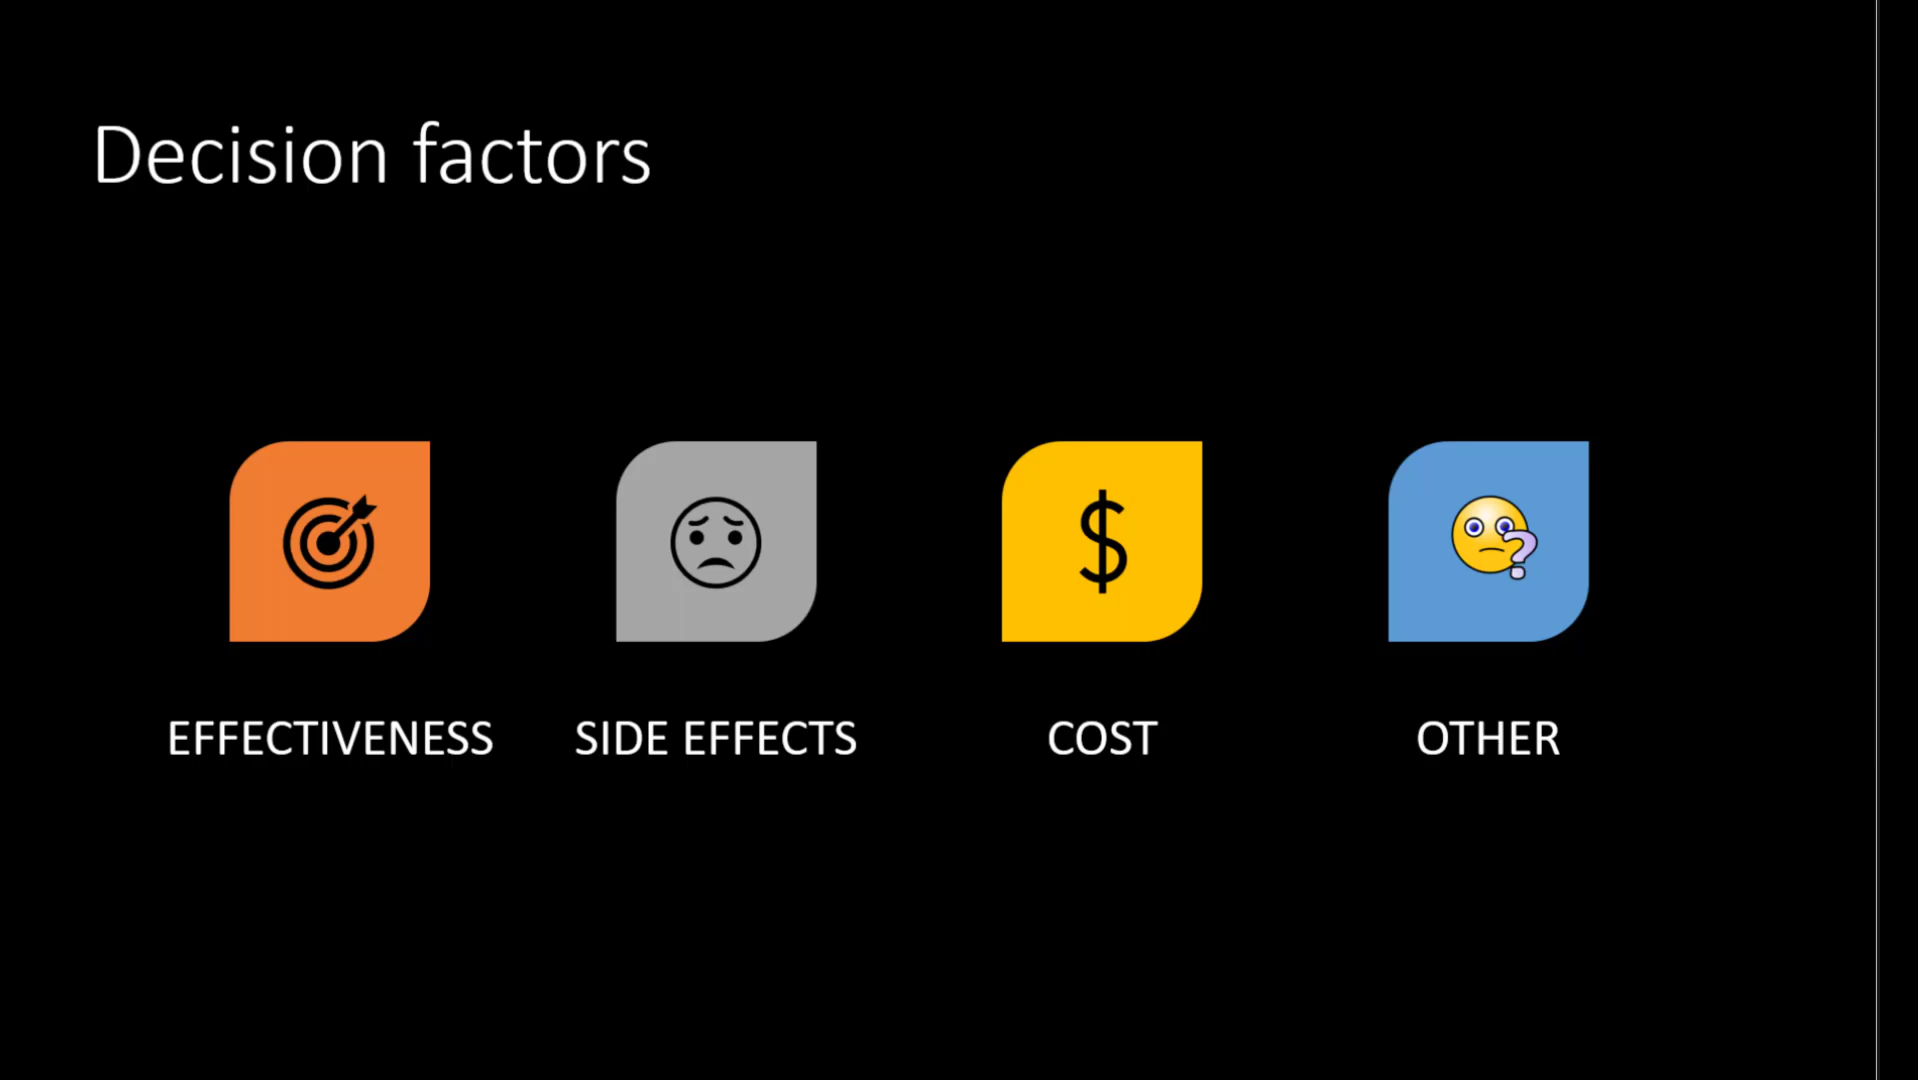 Decision factors
EFFECTIVENESS
SIDE EFFECTS
COST
OTHER